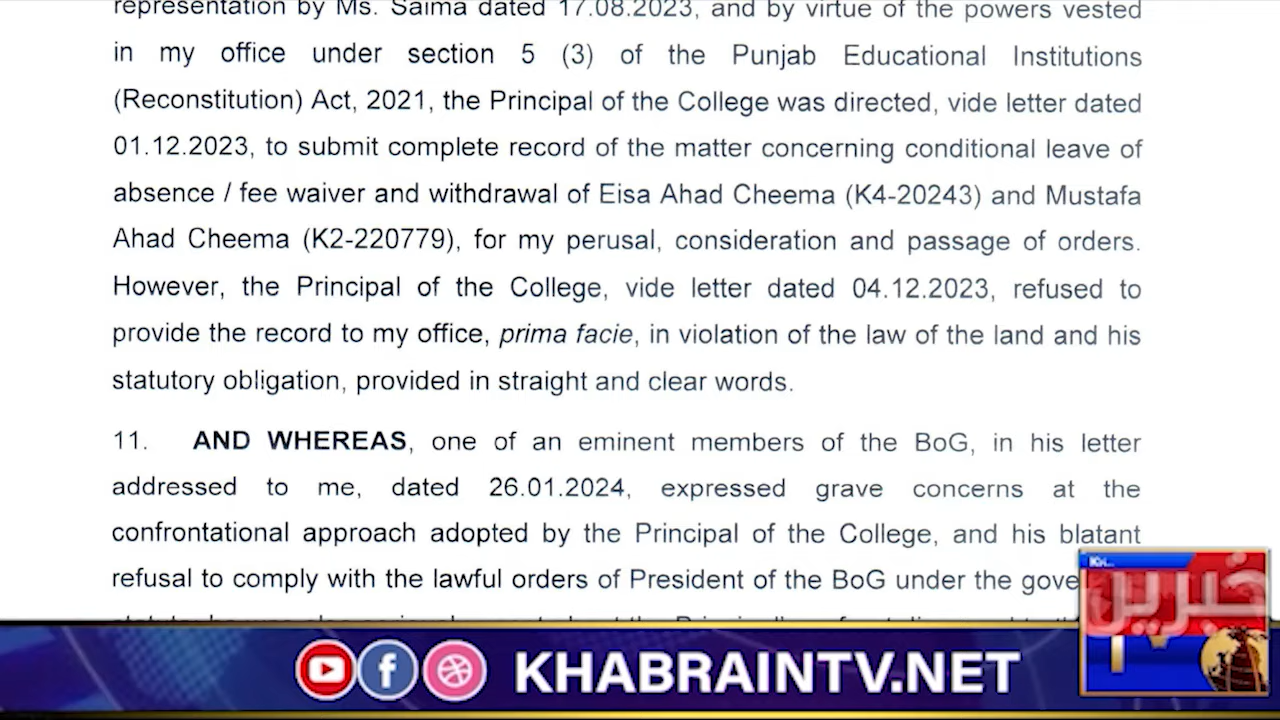 representation by Ms. Saima dated 17.08.2023, and by virtue of the powers vested
in my office under section 5 (3) of the Punjab Educational Institutions
(Reconstitution) Act, 2021, the Principal of the College was directed, vide letter dated
01.12.2023, to submit complete record of the matter concerning conditional leave of
absence / fee waiver and withdrawal of Eisa Ahad Cheema (K4-20243) and Mustafa
Ahad Cheema (K2-220779), for my perusal, consideration and passage of orders.
However, the Principal of the College, vide letter dated 04.12.2023, refused to
provide the record to my office, prima facie, in violation of the law of the land and his
statutory obligation, provided in straight and clear words.
11. AND WHEREAS, one of an eminent members of the BoG, in his letter
addressed to me, dated 26.01.2024, expressed grave concerns at the
confrontational approach adopted by the Principal of the College, and his blatant
refusal to comply with the lawful orders of President of the BoG under the gove
خبریں
KHABRAINTV.NET